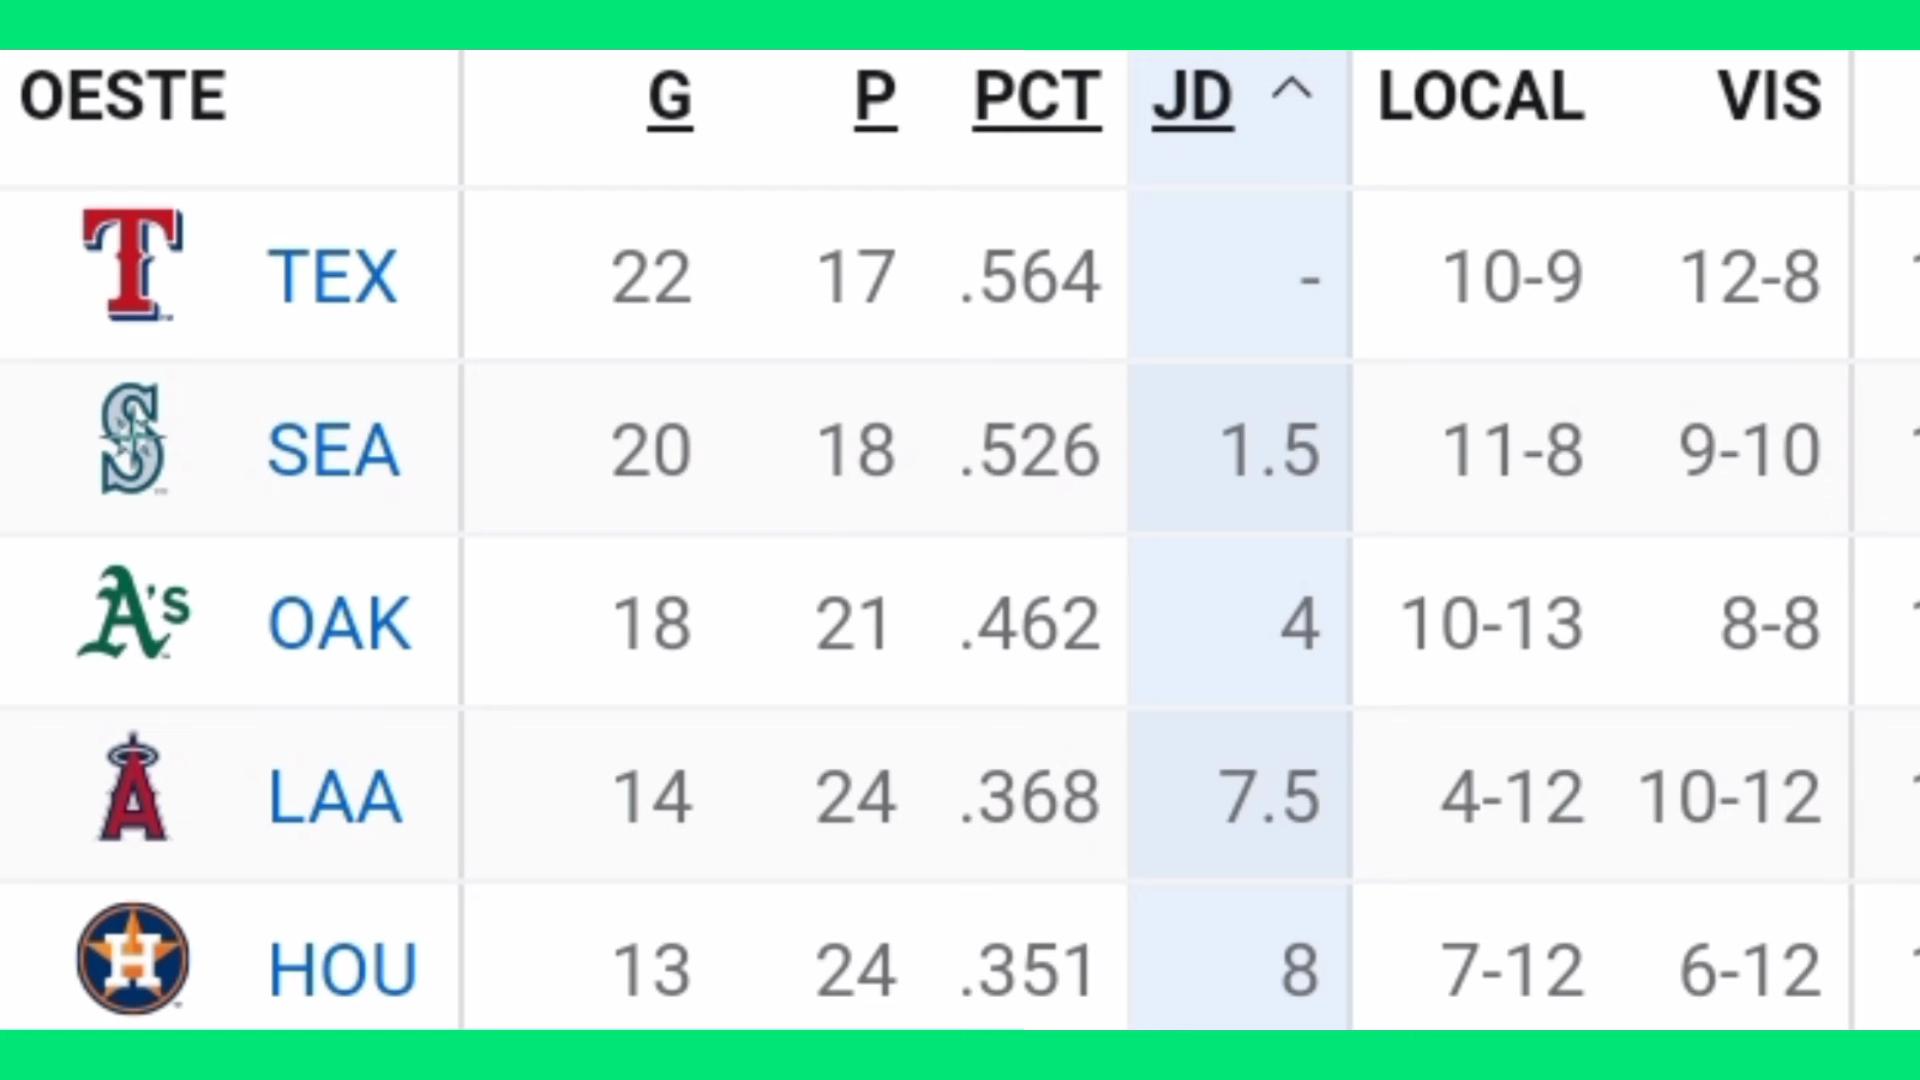 OESTE G P PCT JD LOCAL VIS
TEX 22 17 .564 - 10-9 12-8
SEA 20 18 .526 1.5 11-8 9-10
A's OAK 18 21 .462 4 10-13 8-8
LAA 14 24 .368 7.5 4-12 10-12
HOU 13 24 .351 8 7-12 6-12